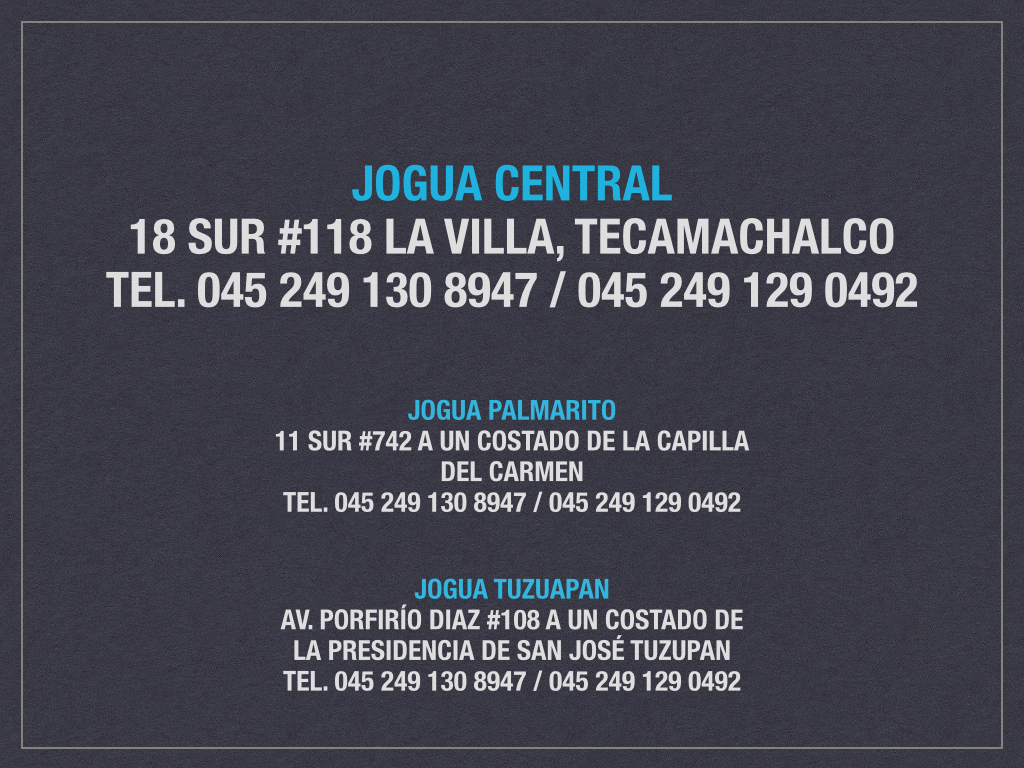 JOGUA CENTRAL
18 SUR #118 LA VILLA, TECAMACHALCO
TEL. 045 249 130 8947 / 045 249 129 0492
JOGUA PALMARITO
11 SUR #742 A UN COSTADO DE LA CAPILLA
DEL CARMEN
TEL. 045 249 130 8947 / 045 249 129 0492
JOGUA TUZUAPAN
AV. PORFIRÍO DIAZ #108 A UN COSTADO DE
LA PRESIDENCIA DE SAN JOSÉ TUZUPAN
TEL. 045 249 130 8947 / 045 249 129 0492